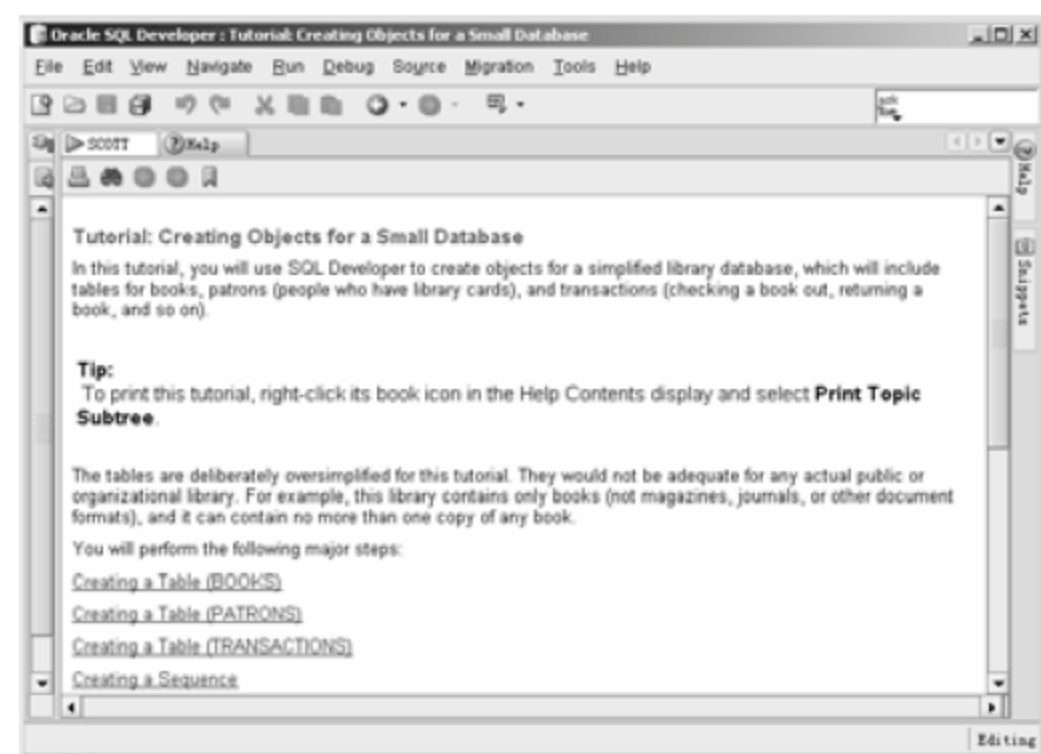 Oracle SQL Developer : Tutorial: Creating Objects for a Small Database
File Edit View Navigate Run Debug Source Migration Tools Help
SCOTT Help
Help
Snippets
Tutorial: Creating Objects for a Small Database
In this tutorial, you will use SQL Developer to create objects for a simplified library database, which will include
tables for books, patrons (people who have library cards), and transactions (checking a book out, returning a
book, and so on).
Tip:
To print this tutorial, right-click its book icon in the Help Contents display and select Print Topic
Subtree.
The tables are deliberately oversimplified for this tutorial. They would not be adequate for any actual public or
organizational library. For example, this library contains only books (not magazines, journals, or other document
formats), and it can contain no more than one copy of any book.
You will perform the following major steps:
Creating a Table (BOOKS)
Creating a Table (PATRONS)
Creating a Table (TRANSACTIONS)
Creating a Sequence
Editing